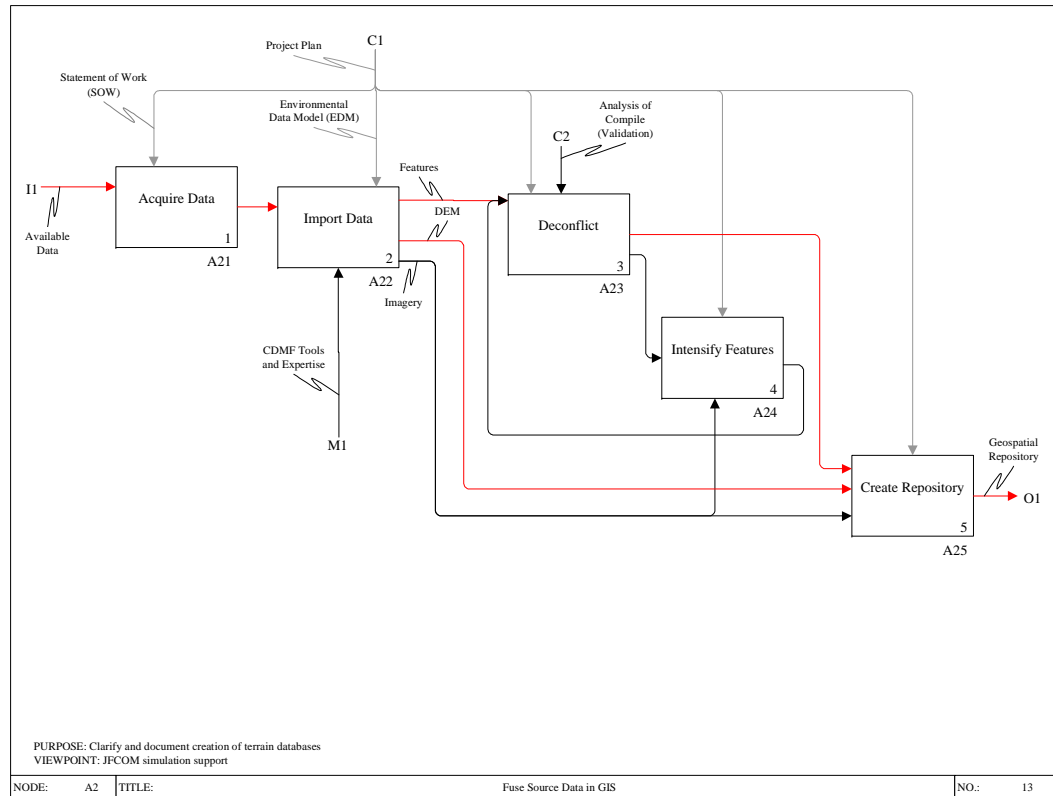 C1
Project Plan
Statement of Work
(SOW)
Environmental
Data Model (EDM)
Analysis of
Compile
(Validation)
C2
Features
I1
Acquire Data
1
A21
Available
Data
Import Data
2
A22
DEM
Imagery
Deconflict
3
A23
CDMF Tools
and Expertise
M1
Intensify Features
4
A24
Create Repository
5
A25
Geospatial
Repository
O1
PURPOSE: Clarify and document creation of terrain databases
VIEWPOINT: JFCOM simulation support
NODE: A2 TITLE: Fuse Source Data in GIS NO.: 13